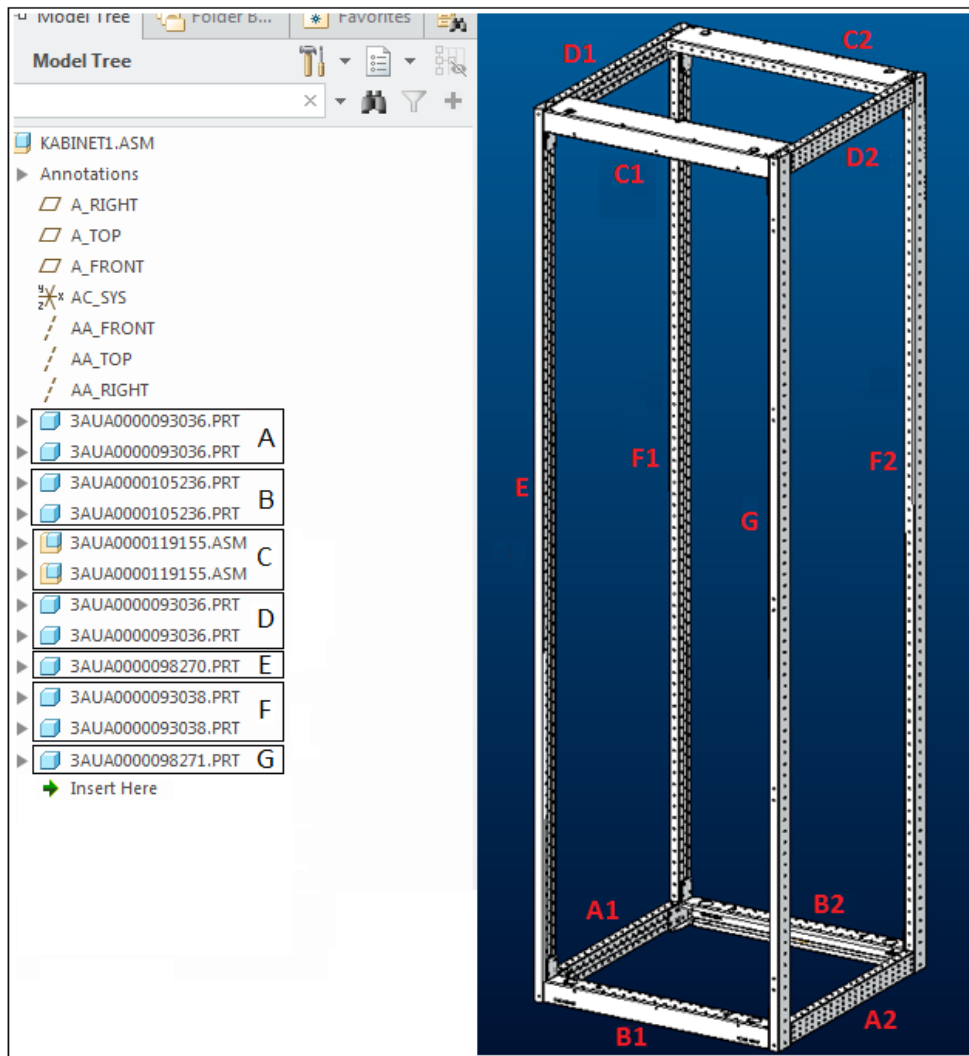 Model Tree Folder B... Favorites
Model Tree
KABINET1.ASM
Annotations
A_RIGHT
A_TOP
A_FRONT
AC_SYS
AA_FRONT
AA_TOP
AA_RIGHT
3AUA0000093036.PRT
3AUA0000093036.PRT
A
3AUA0000105236.PRT
3AUA0000105236.PRT
B
3AUA0000119155.ASM
3AUA0000119155.ASM
C
3AUA0000093036.PRT
3AUA0000093036.PRT
D
3AUA0000098270.PRT E
3AUA0000093038.PRT
3AUA0000093038.PRT
F
3AUA0000098271.PRT G
Insert Here
D1
C2
D2
C1
F1
F2
E
G
A1
B2
A2
B1